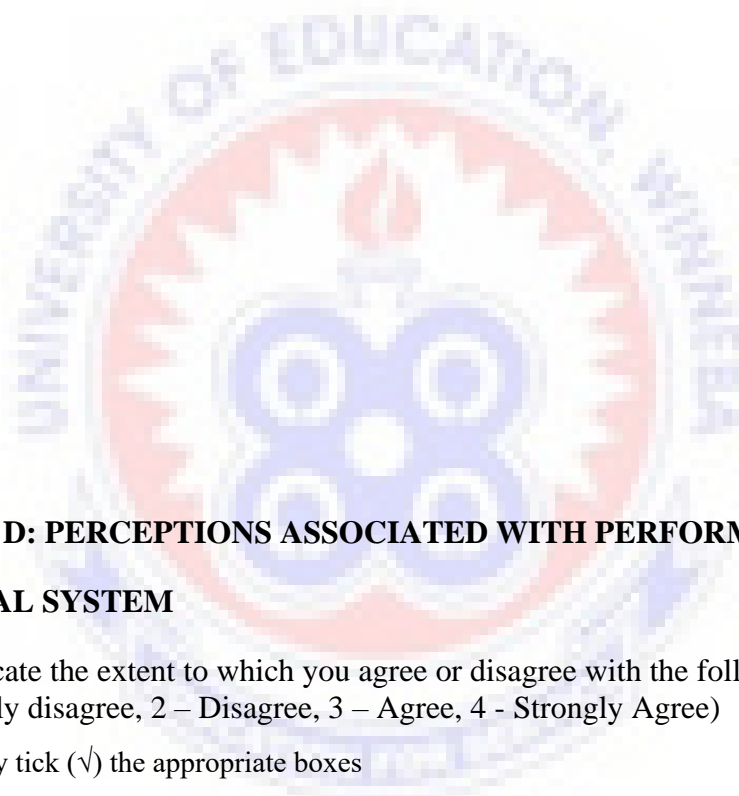 UNIVERSITY OF EDUCATION, WINNEBA
D: PERCEPTIONS ASSOCIATED WITH PERFORM
AL SYSTEM
cate the extent to which you agree or disagree with the foll
ly disagree, 2 – Disagree, 3 – Agree, 4 - Strongly Agree)
y tick (√) the appropriate boxes